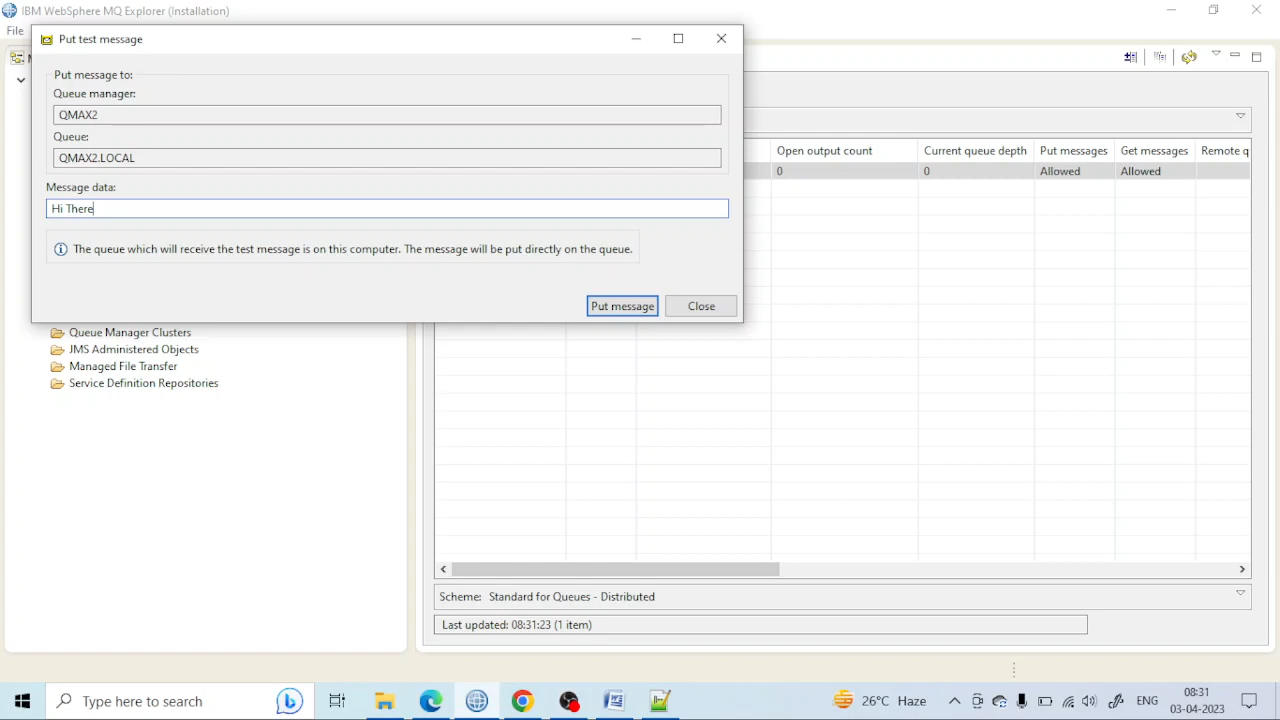 IBM WebSphere MQ Explorer (Installation)
File
Put test message
Put message to:
Queue manager:
QMAX2
Queue:
QMAX2.LOCAL
Message data:
Hi There
The queue which will receive the test message is on this computer. The message will be put directly on the queue.
Put message
Close
Open output count
Current queue depth
Put messages
Get messages
Remote q
0
0
Allowed
Allowed
Queue Manager Clusters
JMS Administered Objects
Managed File Transfer
Service Definition Repositories
Scheme: Standard for Queues - Distributed
Last updated: 08:31:23 (1 item)
Type here to search
26°C Haze
ENG
08:31
03-04-2023